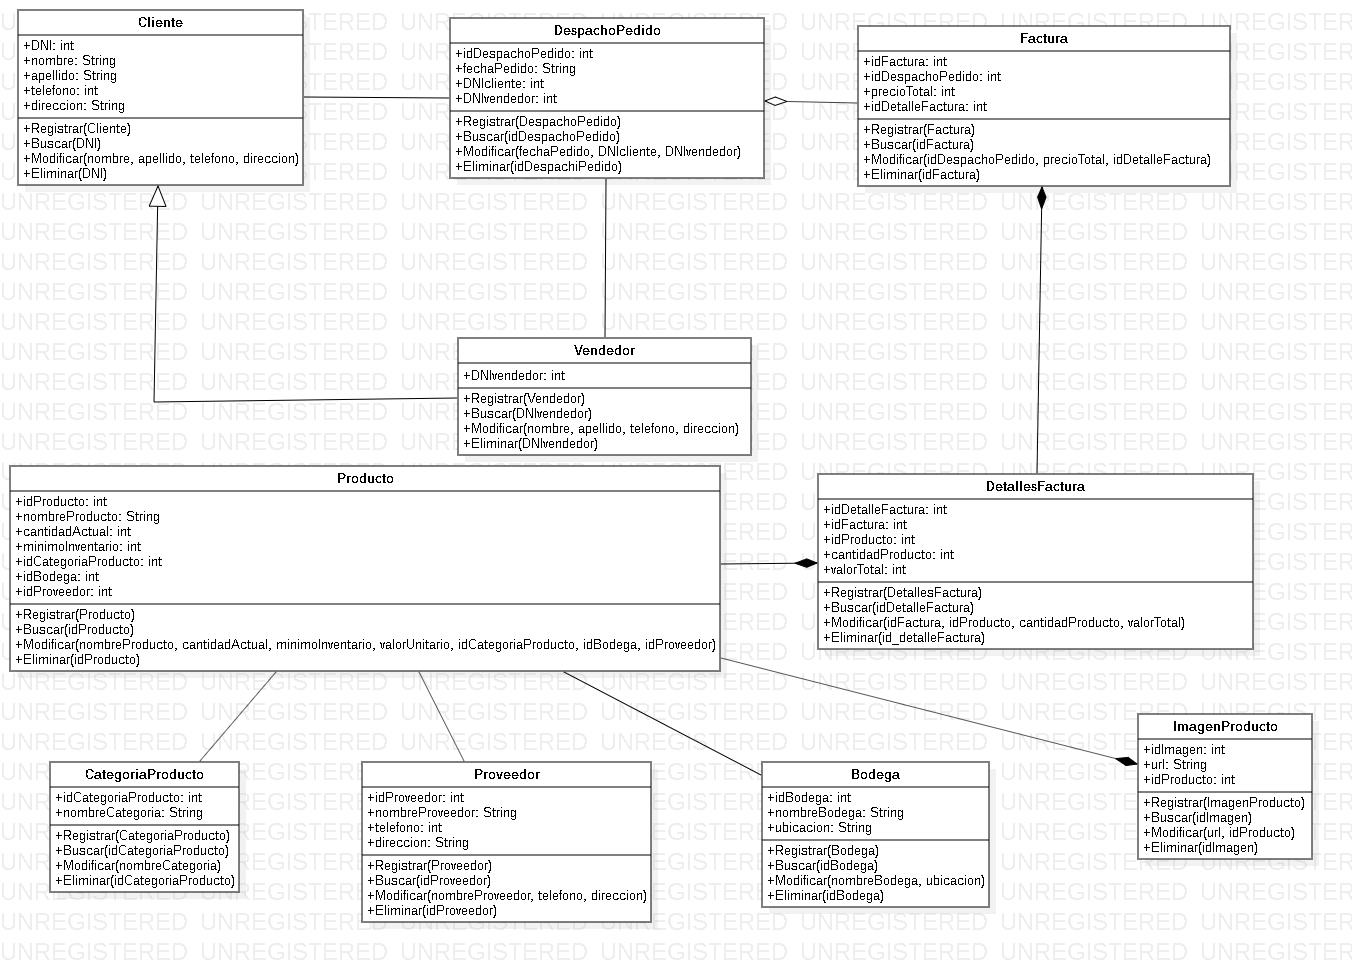 Cliente
+DNI: int
+nombre: String
+apellido: String
+telefono: int
+direccion: String
+Registrar(Cliente)
+Buscar(DNI)
+Modificar(nombre, apellido, telefono, direccion)
+Eliminar(DNI)
DespachoPedido
+idDespachoPedido: int
+fechaPedido: String
+DNIcliente: int
+DNIvendedor: int
+Registrar(DespachoPedido)
+Buscar(idDespachoPedido)
+Modificar(fechaPedido, DNIcliente, DNIvendedor)
+Eliminar(idDespachiPedido)
Factura
+idFactura: int
+idDespachoPedido: int
+precioTotal: int
+idDetalleFactura: int
+Registrar(Factura)
+Buscar(idFactura)
+Modificar(idDespachoPedido, precioTotal, idDetalleFactura)
+Eliminar(idFactura)
Vendedor
+DNIvendedor: int
+Registrar(Vendedor)
+Buscar(DNIvendedor)
+Modificar(nombre, apellido, telefono, direccion)
+Eliminar(DNIvendedor)
Producto
+idProducto: int
+nombreProducto: String
+cantidadActual: int
+minimoInventario: int
+idCategoriaProducto: int
+idBodega: int
+idProveedor: int
+Registrar(Producto)
+Buscar(idProducto)
+Modificar(nombreProducto, cantidadActual, minimoInventario, valorUnitario, idCategoriaProducto, idBodega, idProveedor)
+Eliminar(idProducto)
DetallesFactura
+idDetalleFactura: int
+idFactura: int
+idProducto: int
+cantidadProducto: int
+valorTotal: int
+Registrar(DetallesFactura)
+Buscar(idDetalleFactura)
+Modificar(idFactura, idProducto, cantidadProducto, valorTotal)
+Eliminar(id_detalleFactura)
CategoriaProducto
+idCategoriaProducto: int
+nombreCategoria: String
+Registrar(CategoriaProducto)
+Buscar(idCategoriaProducto)
+Modificar(nombreCategoria)
+Eliminar(idCategoriaProducto)
Proveedor
+idProveedor: int
+nombreProveedor: String
+telefono: int
+direccion: String
+Registrar(Proveedor)
+Buscar(idProveedor)
+Modificar(nombreProveedor, telefono, direccion)
+Eliminar(idProveedor)
Bodega
+idBodega: int
+nombreBodega: String
+ubicacion: String
+Registrar(Bodega)
+Buscar(idBodega)
+Modificar(nombreBodega, ubicacion)
+Eliminar(idBodega)
ImagenProducto
+idImagen: int
+url: String
+idProducto: int
+Registrar(ImagenProducto)
+Buscar(idImagen)
+Modificar(url, idProducto)
+Eliminar(idImagen)
UNREGISTERED